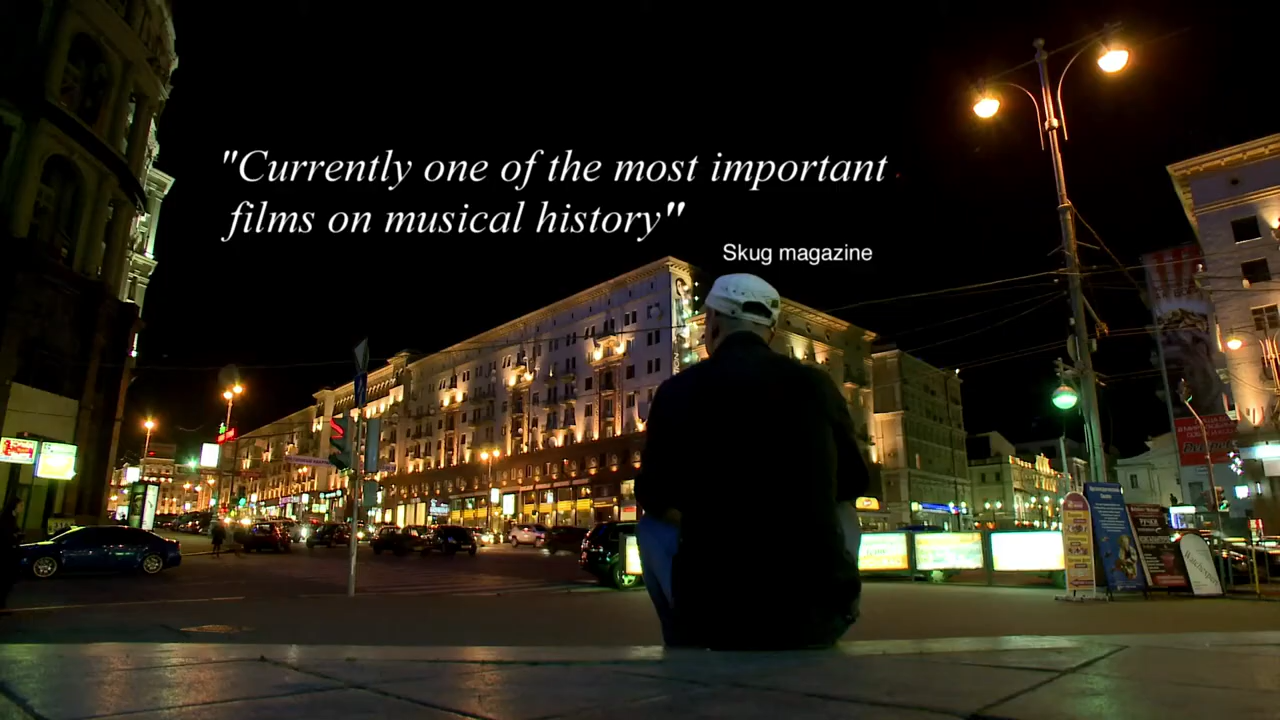 "Currently one of the most important
films on musical history"
Skug magazine